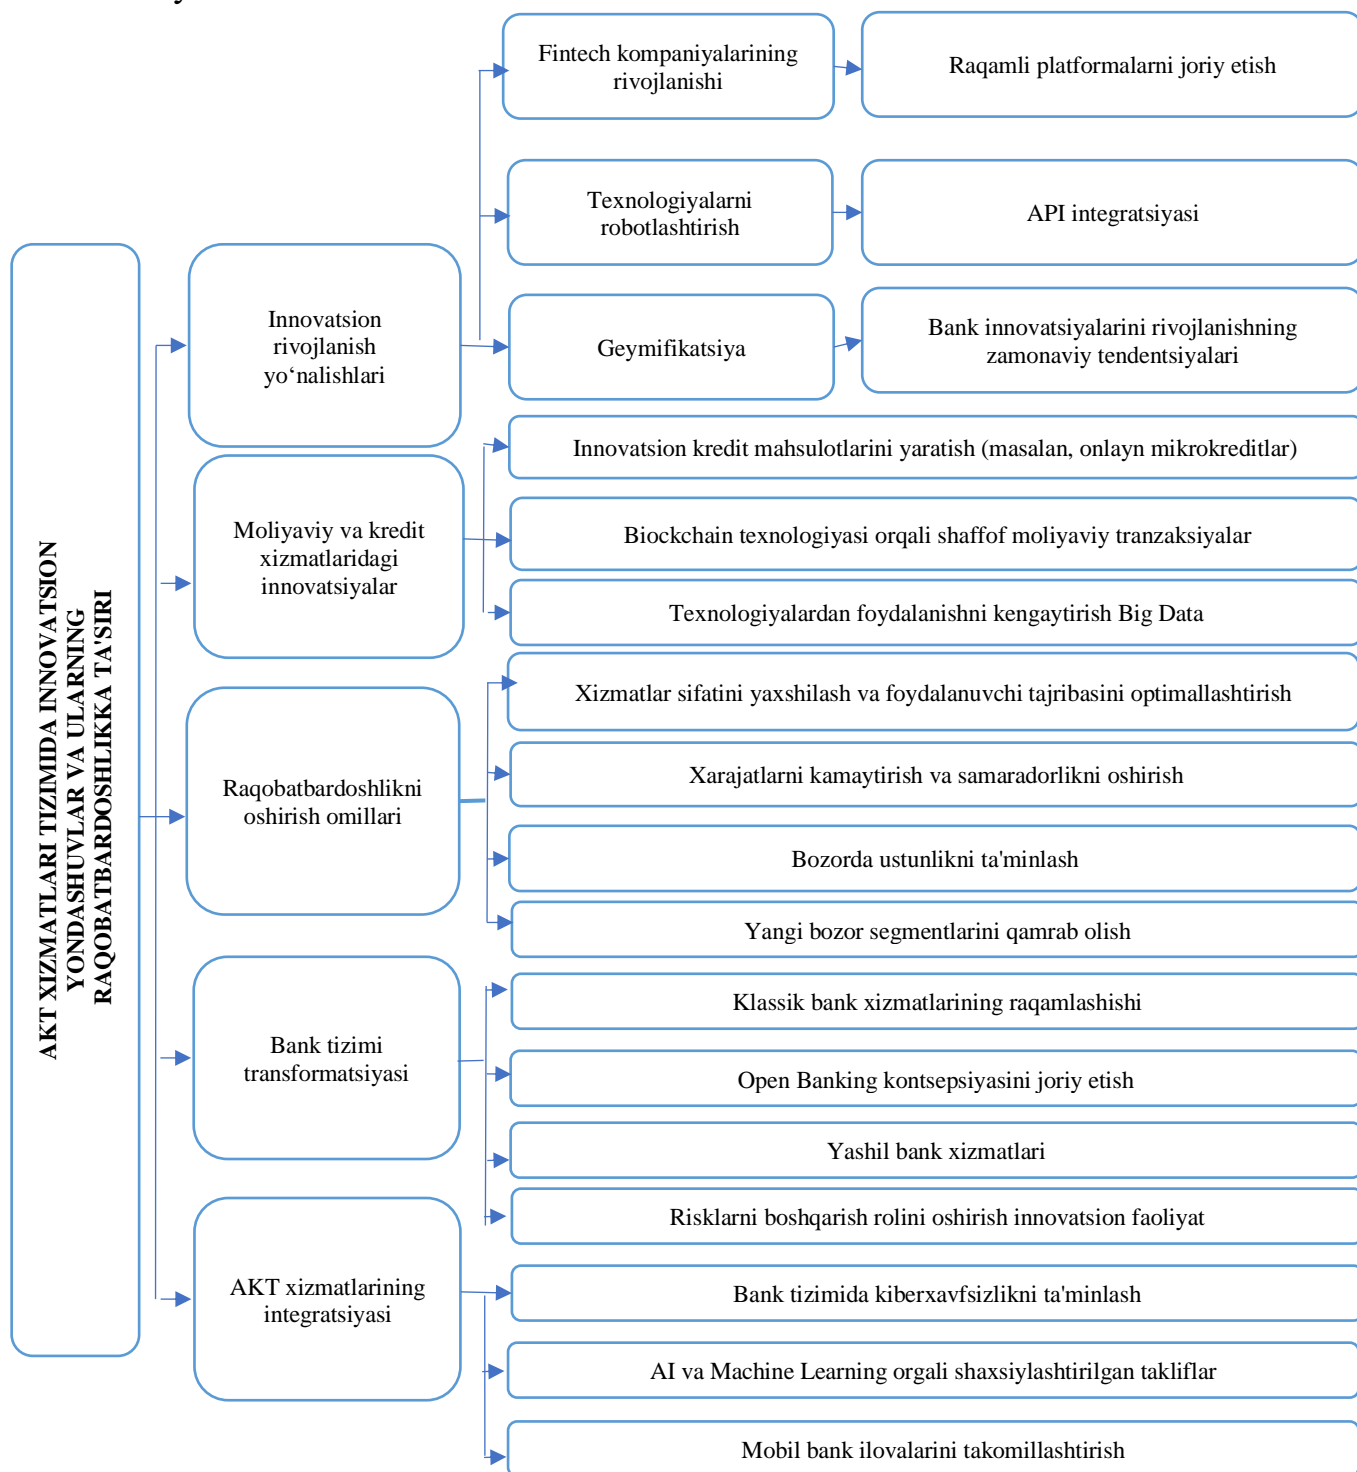 AKT XIZMATLARI TIZIMIDA INNOVATSION
YONDASHUVLAR VA ULARNING
RAQOBATBARDOSHLIKKA TA'SIRI
Innovatsion
rivojlanish
yo‘nalishlari
Fintech kompaniyalarining
rivojlanishi
Raqamli platformalarni joriy etish
Texnologiyalarni
robotlashtirish
API integratsiyasi
Geymifikatsiya
Bank innovatsiyalarini rivojlanishning
zamonaviy tendentsiyalari
Moliyaviy va kredit
xizmatlaridagi
innovatsiyalar
Innovatsion kredit mahsulotlarini yaratish (masalan, onlayn mikrokreditlar)
Biockchain texnologiyasi orqali shaffof moliyaviy tranzaksiyalar
Texnologiyalardan foydalanishni kengaytirish Big Data
Raqobatbardoshlikni
oshirish omillari
Xizmatlar sifatini yaxshilash va foydalanuvchi tajribasini optimallashtirish
Xarajatlarni kamaytirish va samaradorlikni oshirish
Bozorda ustunlikni ta'minlash
Yangi bozor segmentlarini qamrab olish
Bank tizimi
transformatsiyasi
Klassik bank xizmatlarining raqamlashishi
Open Banking kontsepsiyasini joriy etish
Yashil bank xizmatlari
Risklarni boshqarish rolini oshirish innovatsion faoliyat
AKT xizmatlarining
integratsiyasi
Bank tizimida kiberxavfsizlikni ta'minlash
AI va Machine Learning orgali shaxsiylashtirilgan takliflar
Mobil bank ilovalarini takomillashtirish